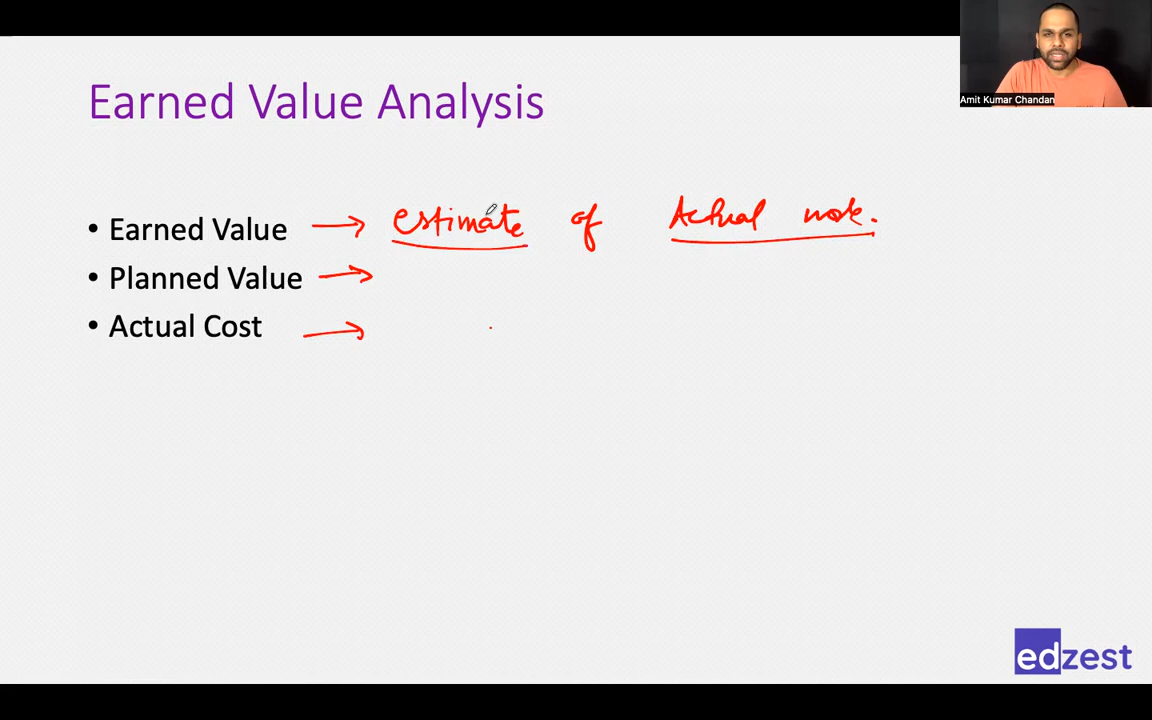 Amit Kumar Chandan
Earned Value Analysis
• Earned Value → estimate of Actual work.
• Planned Value →
• Actual Cost →
edzest